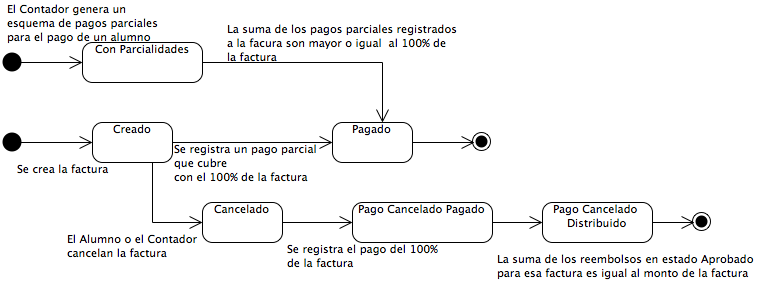 El Contador genera un
esquema de pagos parciales
para el pago de un alumno
La suma de los pagos parciales registrados
a la facura son mayor o igual al 100% de
la factura
Con Parcialidades
Creado
Pagado
Se registra un pago parcial
que cubre
con el 100% de la factura
Se crea la factura
Cancelado
Pago Cancelado Pagado
Pago Cancelado
Distribuido
El Alumno o el Contador
cancelan la factura
Se registra el pago del 100%
de la factura
La suma de los reembolsos en estado Aprobado
para esa factura es igual al monto de la factura